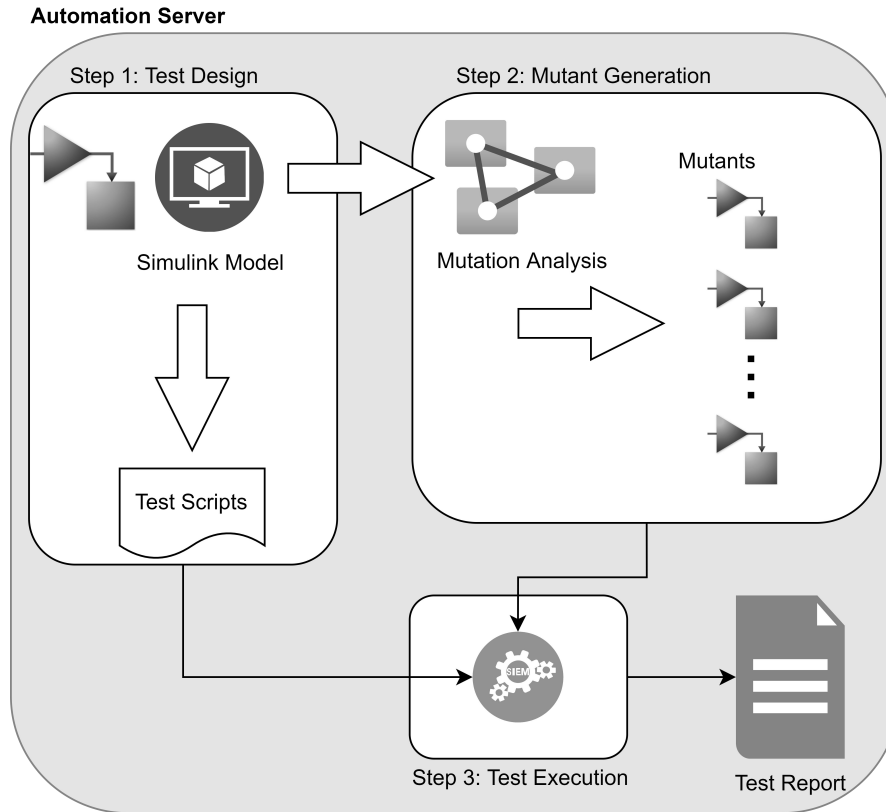 Automation Server
Step 1: Test Design
Step 2: Mutant Generation
Simulink Model
Mutation Analysis
Mutants
Test Scripts
SIEM
Step 3: Test Execution
Test Report